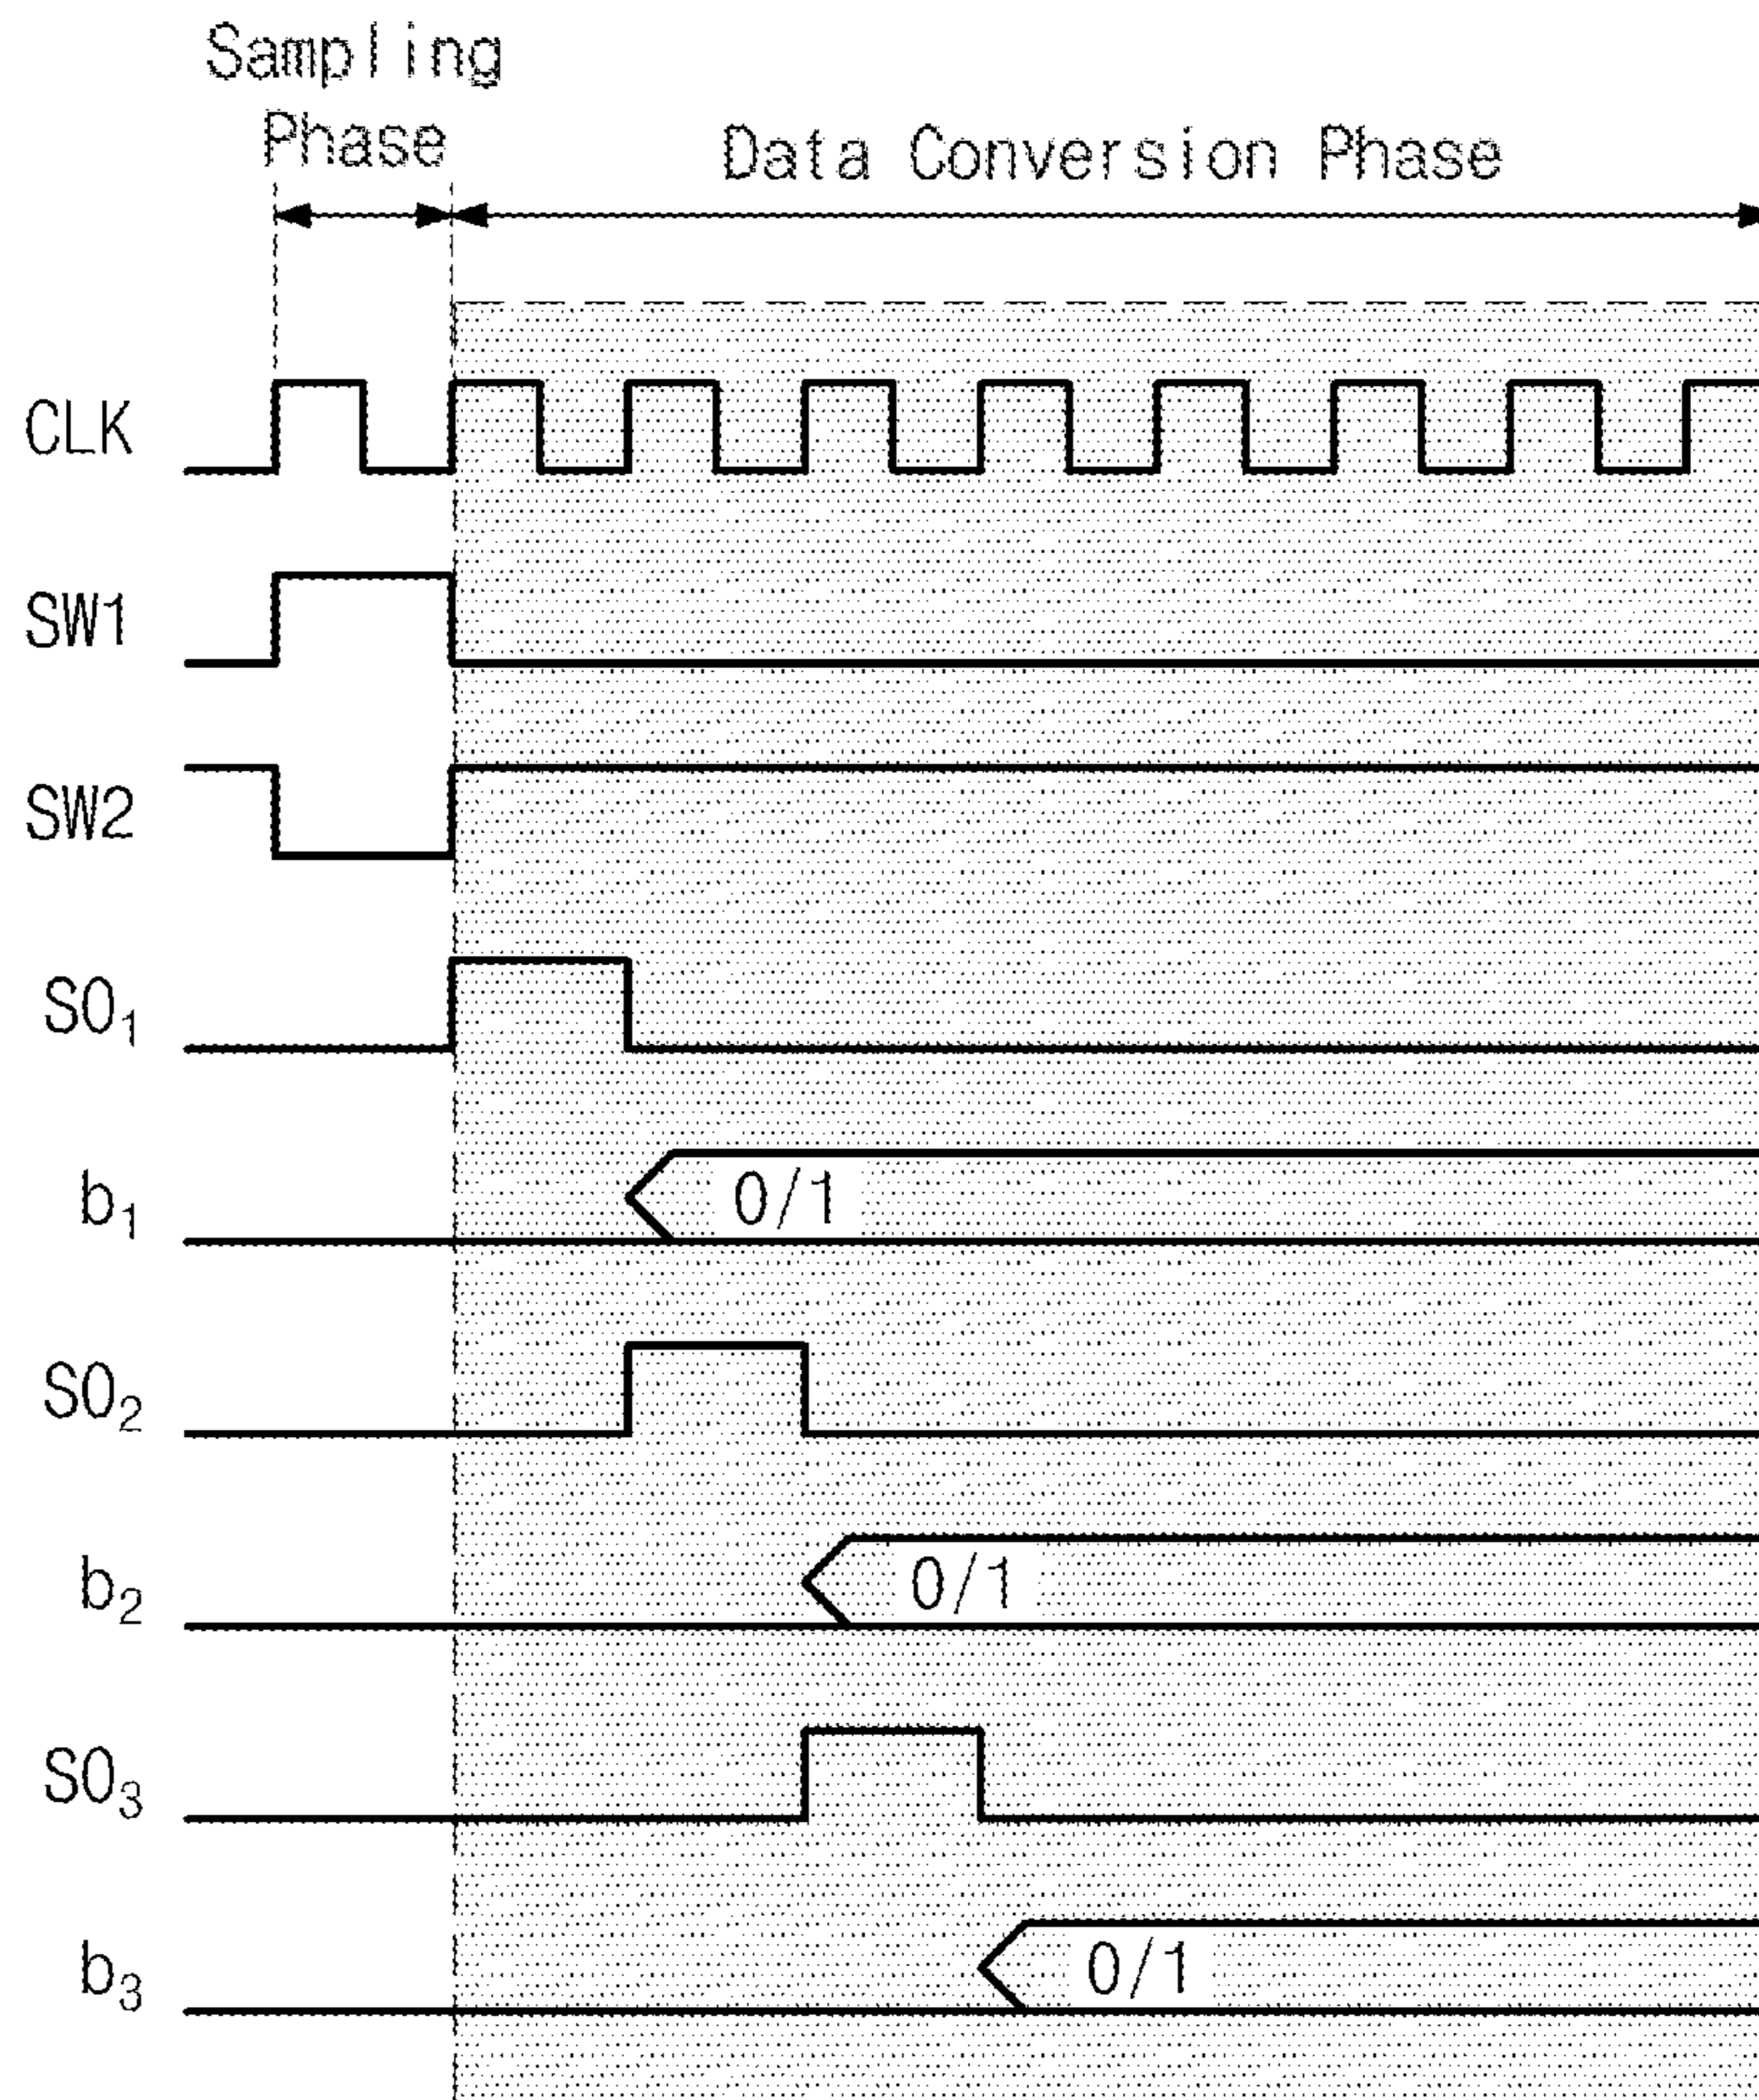 Sampling
Phase
Data Conversion Phase
CLK
SW1
SW2
SO₁
b₁
0/1
SO₂
b₂
0/1
SO₃
b₃
0/1